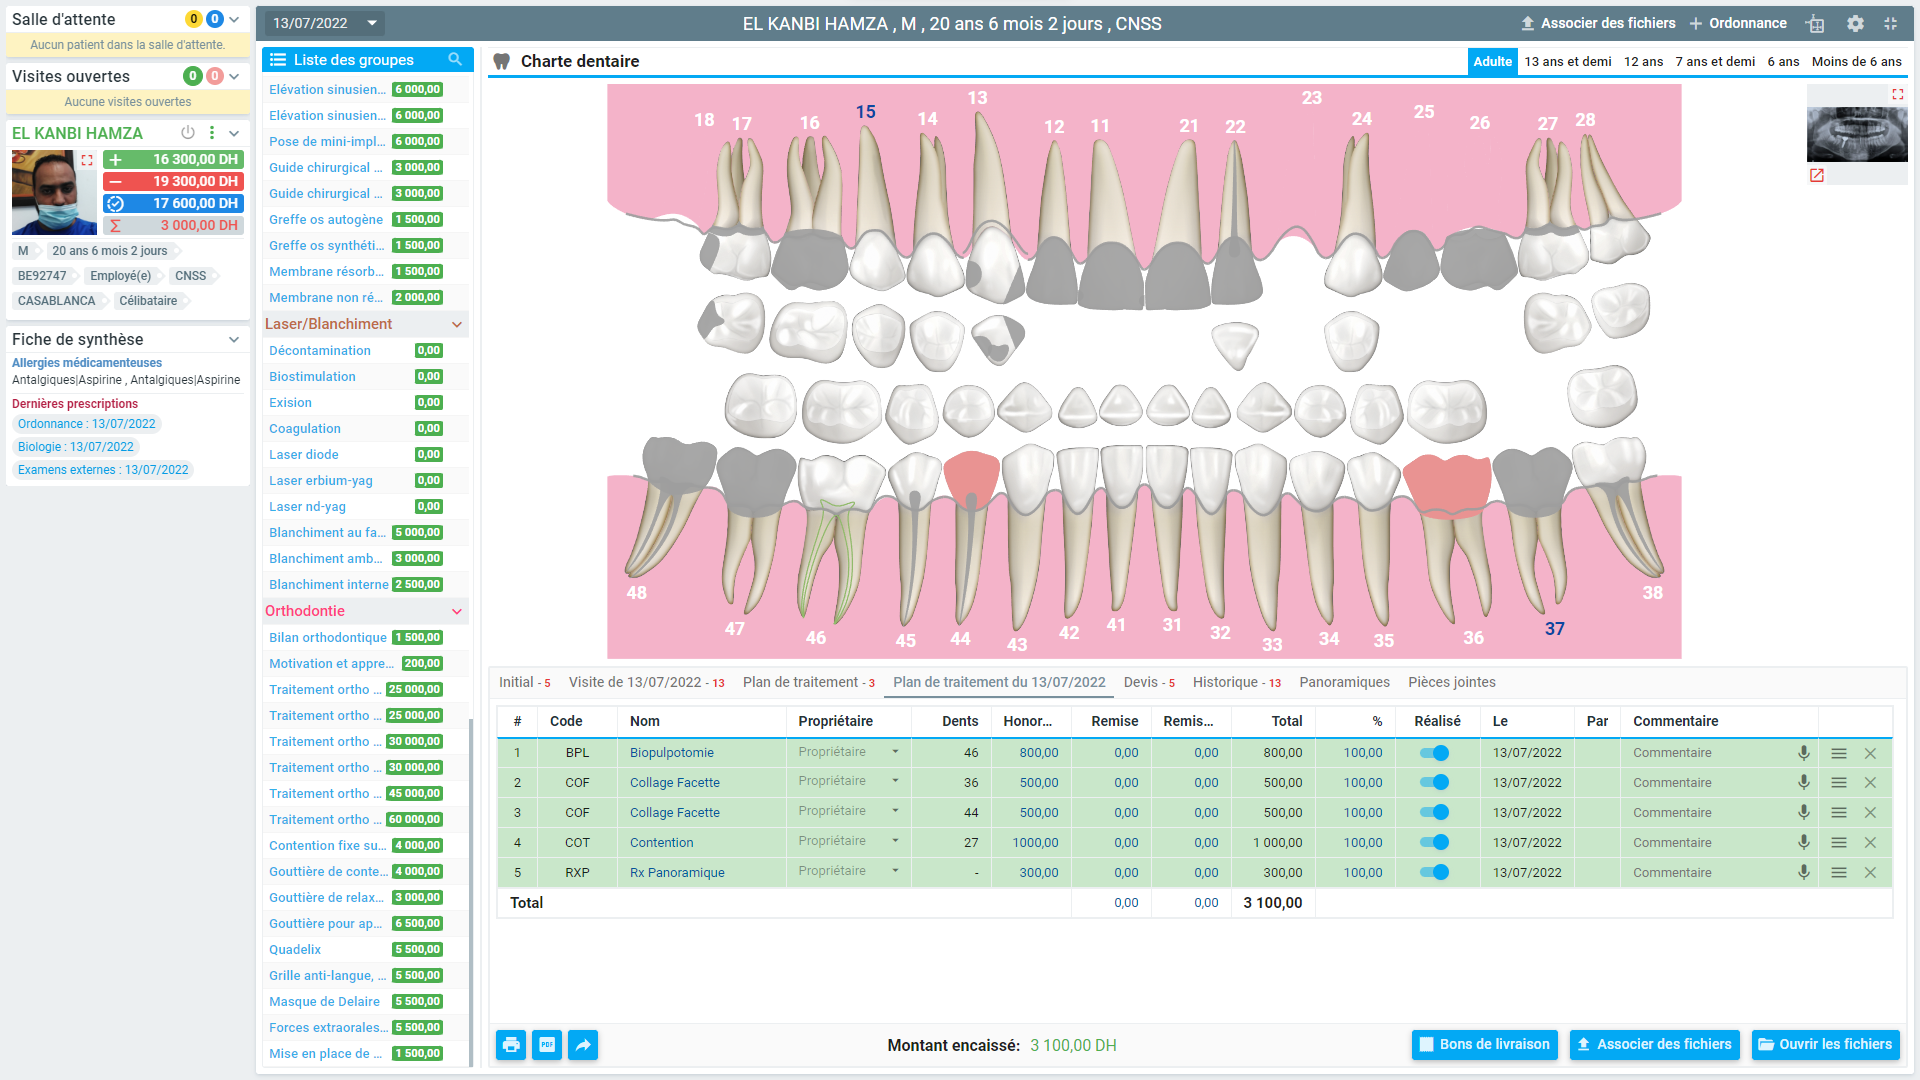 Salle d'attente 0 0
Aucun patient dans la salle d'attente.
Visites ouvertes 0 0
Aucune visites ouvertes
EL KANBI HAMZA
16 300,00 DH
19 300,00 DH
17 600,00 DH
3 000,00 DH
M 20 ans 6 mois 2 jours
BE92747 Employé(e) CNSS
CASABLANCA Célibataire
Fiche de synthèse
Allergies médicamenteuses
Antalgiques|Aspirine , Antalgiques|Aspirine
Dernières prescriptions
Ordonnance : 13/07/2022
Biologie : 13/07/2022
Examens externes : 13/07/2022
13/07/2022
EL KANBI HAMZA , M , 20 ans 6 mois 2 jours , CNSS
Associer des fichiers
Ordonnance
Liste des groupes
Elévation sinusien... 6 000,00
Elévation sinusien... 6 000,00
Pose de mini-impl... 6 000,00
Guide chirurgical ... 3 000,00
Guide chirurgical ... 3 000,00
Greffe os autogène 1 500,00
Greffe os synthéti... 1 500,00
Membrane résorb... 1 500,00
Membrane non ré... 2 000,00
Laser/Blanchiment
Décontamination 0,00
Biostimulation 0,00
Exision 0,00
Coagulation 0,00
Laser diode 0,00
Laser erbium-yag 0,00
Laser nd-yag 0,00
Blanchiment au fa... 5 000,00
Blanchiment amb... 3 000,00
Blanchiment interne 2 500,00
Orthodontie
Bilan orthodontique 1 500,00
Motivation et appre... 200,00
Traitement ortho ... 25 000,00
Traitement ortho ... 25 000,00
Traitement ortho ... 30 000,00
Traitement ortho ... 30 000,00
Traitement ortho ... 45 000,00
Traitement ortho ... 60 000,00
Contention fixe su... 4 000,00
Gouttière de conte... 4 000,00
Gouttière de relax... 3 000,00
Gouttière pour ap... 6 500,00
Quadelix 5 500,00
Grille anti-langue, ... 5 500,00
Masque de Delaire 5 500,00
Forces extraorales... 5 500,00
Mise en place de ... 1 500,00
Charte dentaire
Adulte 13 ans et demi 12 ans 7 ans et demi 6 ans Moins de 6 ans
18 17 16 15 14 13 12 11 21 22 23 24 25 26 27 28
48 47 46 45 44 43 42 41 31 32 33 34 35 36 37 38
Initial - 5 Visite de 13/07/2022 - 13 Plan de traitement - 3 Plan de traitement du 13/07/2022 Devis - 5 Historique - 13 Panoramiques Pièces jointes
# Code Nom Propriétaire Dents Honor... Remise Remis... Total % Réalisé Le Par Commentaire
1 BPL Biopulpotomie Propriétaire 46 800,00 0,00 0,00 800,00 100,00 13/07/2022 Commentaire
2 COF Collage Facette Propriétaire 36 500,00 0,00 0,00 500,00 100,00 13/07/2022 Commentaire
3 COF Collage Facette Propriétaire 44 500,00 0,00 0,00 500,00 100,00 13/07/2022 Commentaire
4 COT Contention Propriétaire 27 1000,00 0,00 0,00 1 000,00 100,00 13/07/2022 Commentaire
5 RXP Rx Panoramique Propriétaire - 300,00 0,00 0,00 300,00 100,00 13/07/2022 Commentaire
Total 0,00 0,00 3 100,00
PDF
Montant encaissé: 3 100,00 DH
Bons de livraison
Associer des fichiers
Ouvrir les fichiers